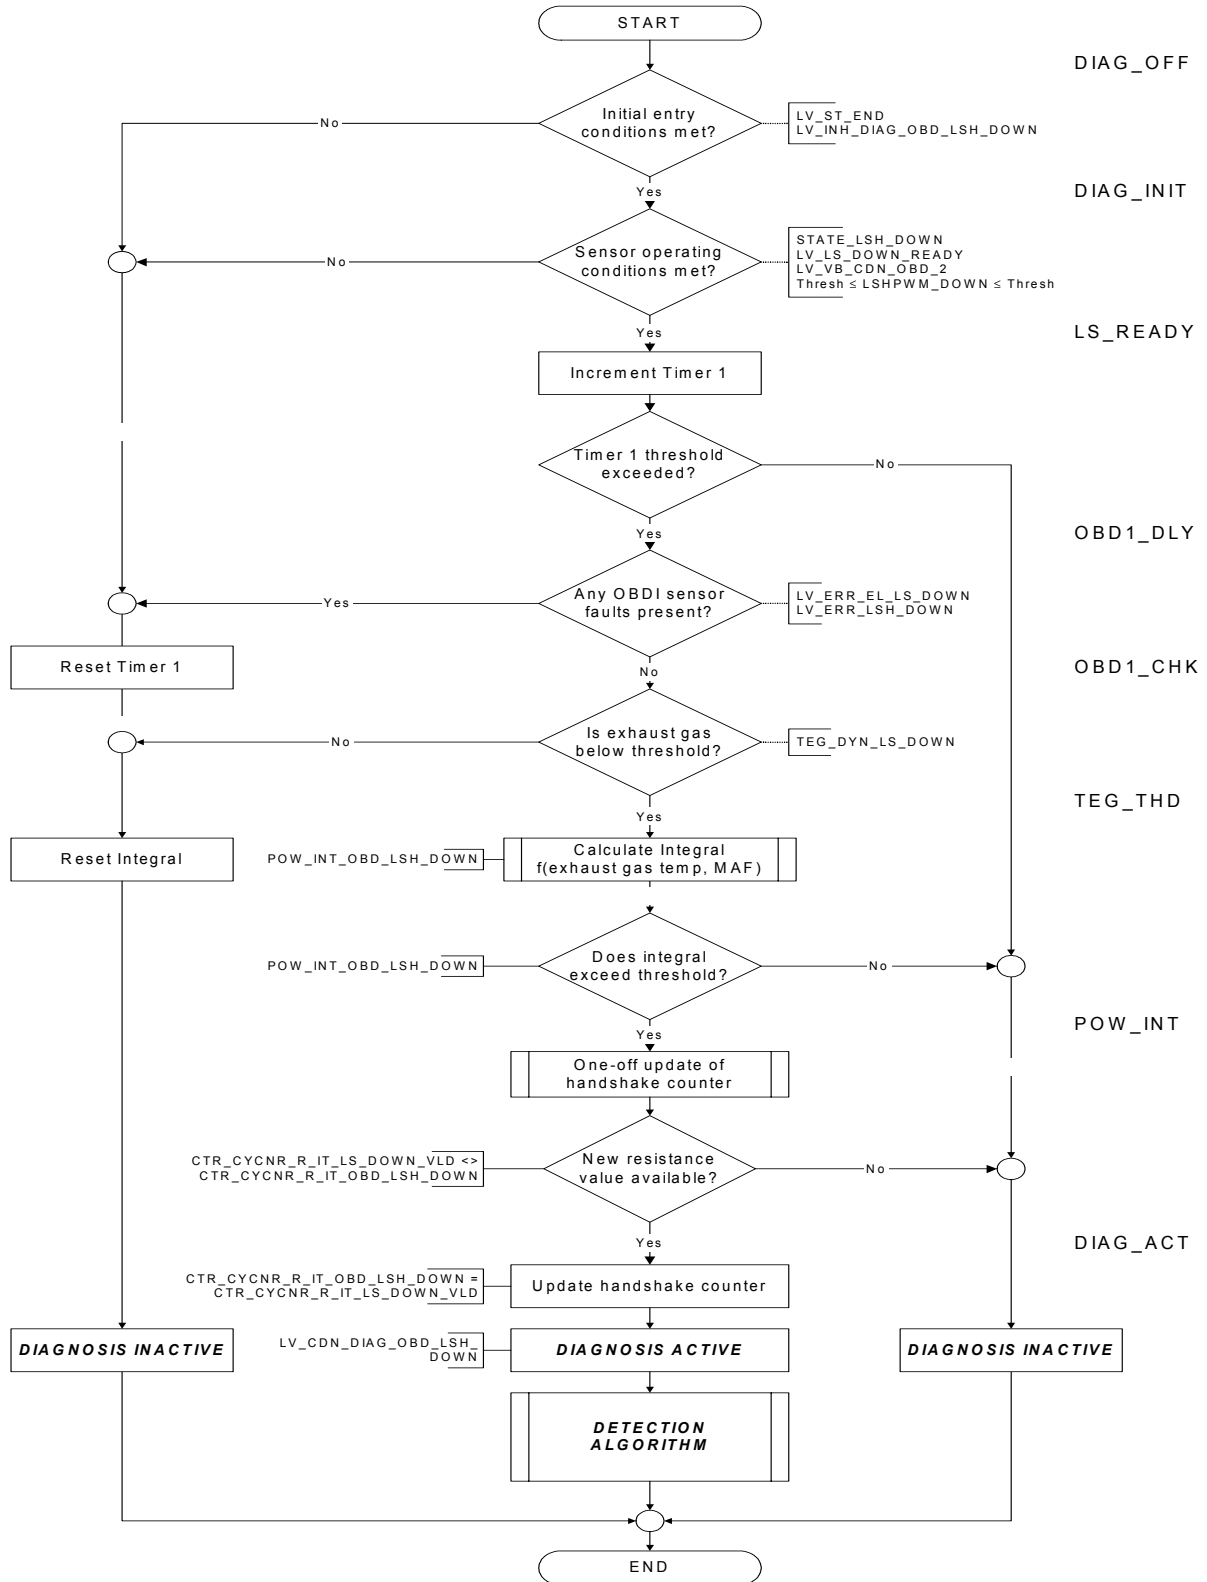 START
DIAG_OFF
Initial entry
conditions met?
No
LV_ST_END
LV_INH_DIAG_OBD_LSH_DOWN
Yes
DIAG_INIT
Sensor operating
conditions met?
No
STATE_LSH_DOWN
LV_LS_DOWN_READY
LV_VB_CDN_OBD_2
Thresh ≤ LSHPWM_DOWN ≤ Thresh
Yes
LS_READY
Increment Timer 1
Timer 1 threshold
exceeded?
No
Yes
OBD1_DLY
Any OBDI sensor
faults present?
Yes
LV_ERR_EL_LS_DOWN
LV_ERR_LSH_DOWN
Reset Timer 1
No
OBD1_CHK
Is exhaust gas
below threshold?
No
TEG_DYN_LS_DOWN
Yes
TEG_THD
Reset Integral
POW_INT_OBD_LSH_DOWN
Calculate Integral
f(exhaust gas temp, MAF)
POW_INT_OBD_LSH_DOWN
Does integral
exceed threshold?
No
Yes
POW_INT
One-off update of
handshake counter
CTR_CYCNR_R_IT_LS_DOWN_VLD <>
CTR_CYCNR_R_IT_OBD_LSH_DOWN
New resistance
value available?
No
Yes
DIAG_ACT
CTR_CYCNR_R_IT_OBD_LSH_DOWN =
CTR_CYCNR_R_IT_LS_DOWN_VLD
Update handshake counter
DIAGNOSIS INACTIVE
LV_CDN_DIAG_OBD_LSH_
DOWN
DIAGNOSIS ACTIVE
DIAGNOSIS INACTIVE
DETECTION
ALGORITHM
END